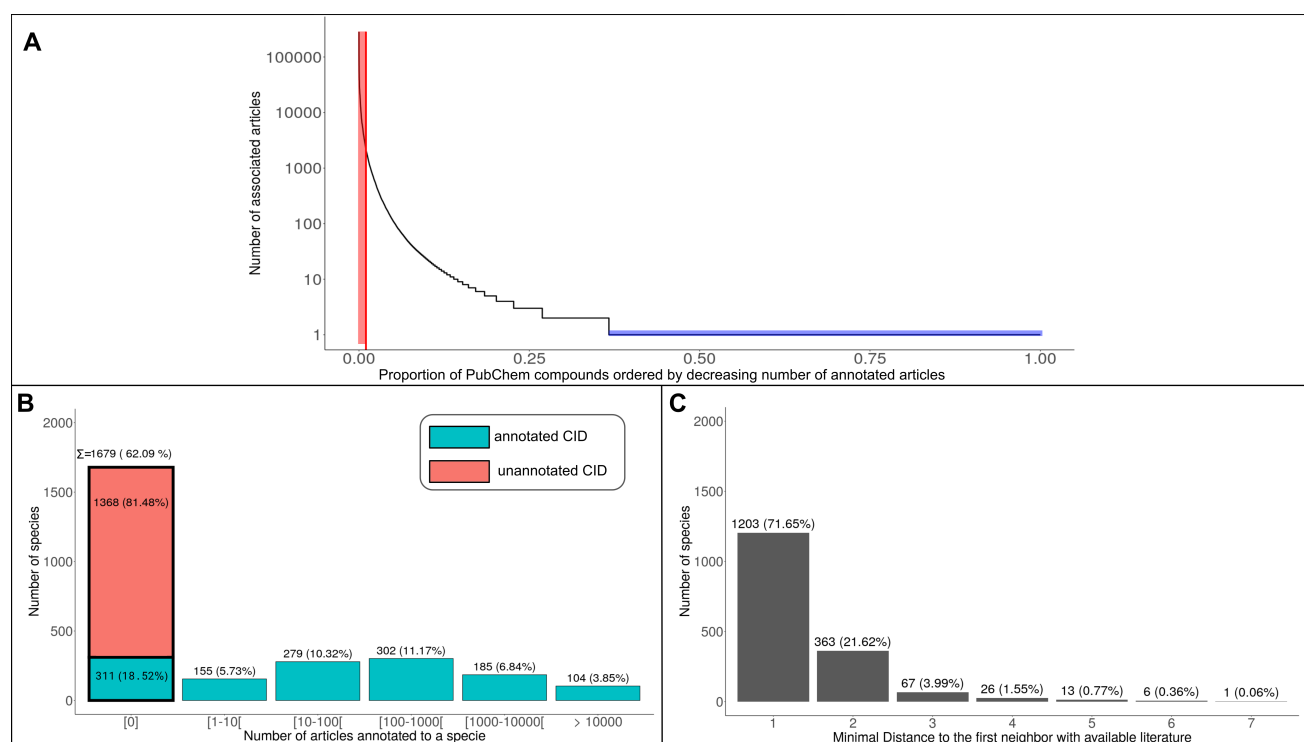 A
Number of associated articles
100000
10000
1000
100
10
1
0.00 0.25 0.50 0.75 1.00
Proportion of PubChem compounds ordered by decreasing number of annotated articles
B
Number of species
2000
1500
1000
500
0
annotated CID
unannotated CID
Σ=1679 ( 62.09 %)
1368 (81.48%)
311 (18.52%)
155 (5.73%)
279 (10.32%)
302 (11.17%)
185 (6.84%)
104 (3.85%)
[0] [1-10[ [10-100[ [100-1000[ [1000-10000[ > 10000
Number of articles annotated to a specie
C
Number of species
2000
1500
1000
500
0
1203 (71.65%)
363 (21.62%)
67 (3.99%)
26 (1.55%)
13 (0.77%)
6 (0.36%)
1 (0.06%)
1 2 3 4 5 6 7
Minimal Distance to the first neighbor with available literature